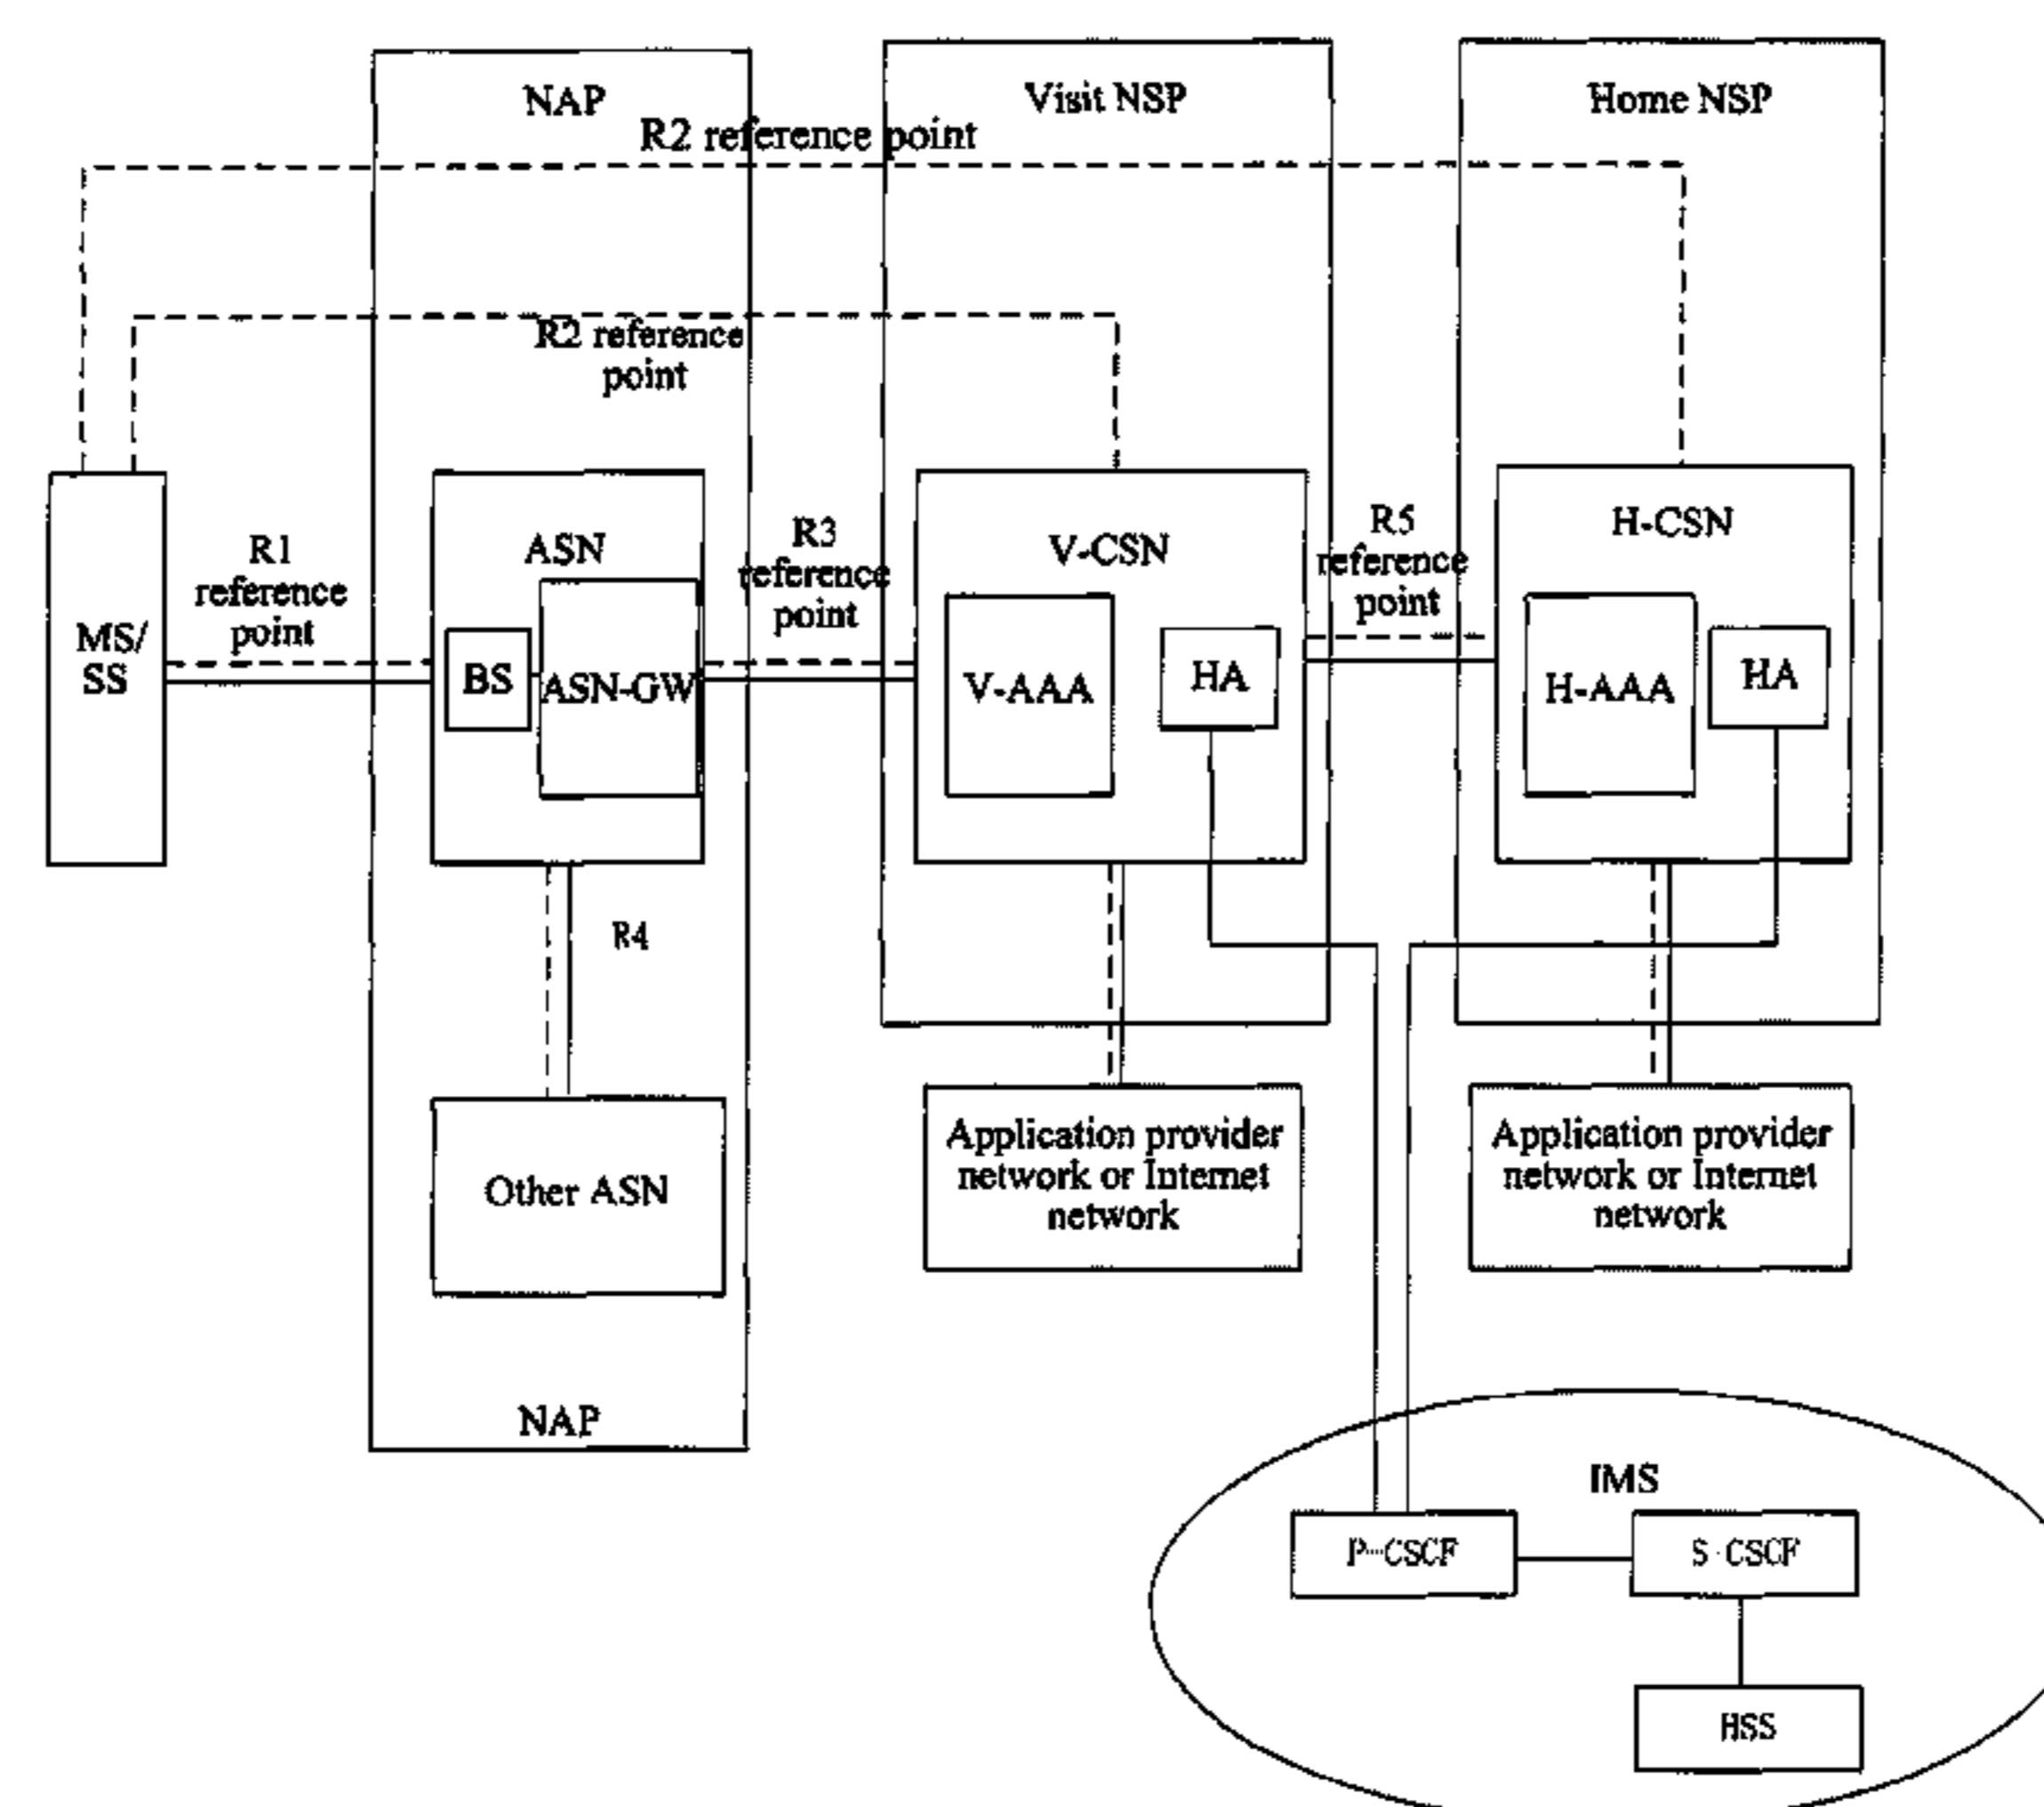 NAP
Visit NSP
Home NSP
R2 reference point
R2 reference
point
MS/
SS
R1
reference
point
ASN
BS
ASN-GW
R3
reference
point
V-CSN
V-AAA
HA
R5
reference
point
H-CSN
H-AAA
HA
R4
Other ASN
NAP
Application provider
network or Internet
network
Application provider
network or Internet
network
IMS
P-CSCF
S-CSCF
HSS